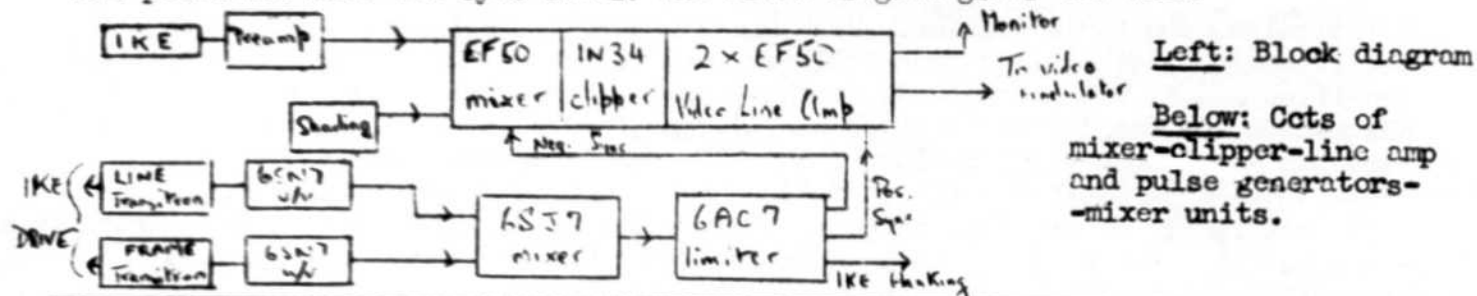 IKE
Preamp
EF50
mixer
IN34
clipper
2 x EF50
Video Line Amp
Monitor
To video
modulator
Shading
Neg. Sync
Pos.
Sync
IKE
DRIVE
LINE
Transitron
6SN7
FRAME
Transitron
6SN7
6SJ7
mixer
6AC7
limiter
IKE blanking
Left: Block diagram
Below: Ccts of
mixer-clipper-line amp
and pulse generators-
-mixer units.